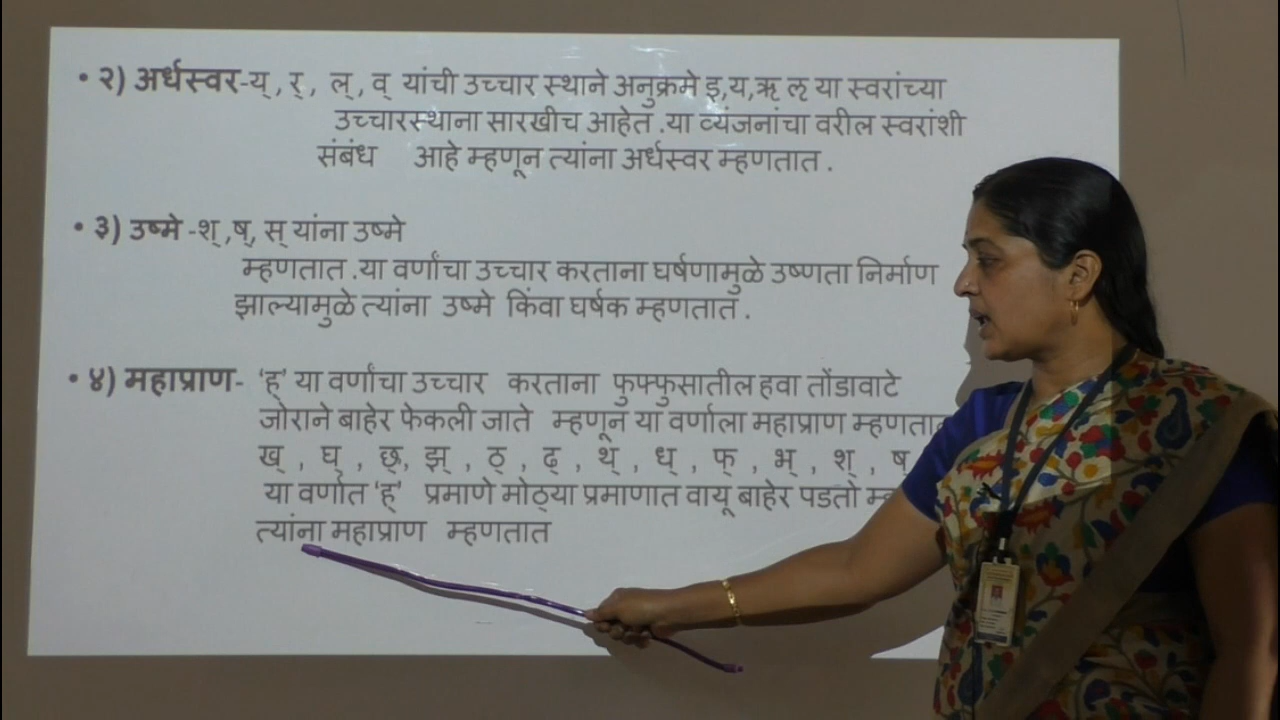 • २) अर्धस्वर-य् , र् , ल् , व् यांची उच्चार स्थाने अनुक्रमे इ,य,ऋ ऌ या स्वरांच्या
उच्चारस्थाना सारखीच आहेत .या व्यंजनांचा वरील स्वरांशी
संबंध आहे म्हणून त्यांना अर्धस्वर म्हणतात .
• ३) उष्मे -श् ,ष्, स् यांना उष्मे
म्हणतात .या वर्णांचा उच्चार करताना घर्षणामुळे उष्णता निर्माण
झाल्यामुळे त्यांना उष्मे किंवा घर्षक म्हणतात .
• ४) महाप्राण- ‘ह्’ या वर्णाचा उच्चार करताना फुफ्फुसातील हवा तोंडावाटे
जोराने बाहेर फेकली जाते म्हणून या वर्णाला महाप्राण
ख् , घ् , छ्, झ् , ठ् , ढ् , थ् , ध् , फ् , भ् , श् , ष्
या वर्णात ‘ह्’ प्रमाणे मोठ्या प्रमाणात वायू बाहेर पडतो
त्यांना महाप्राण म्हणतात